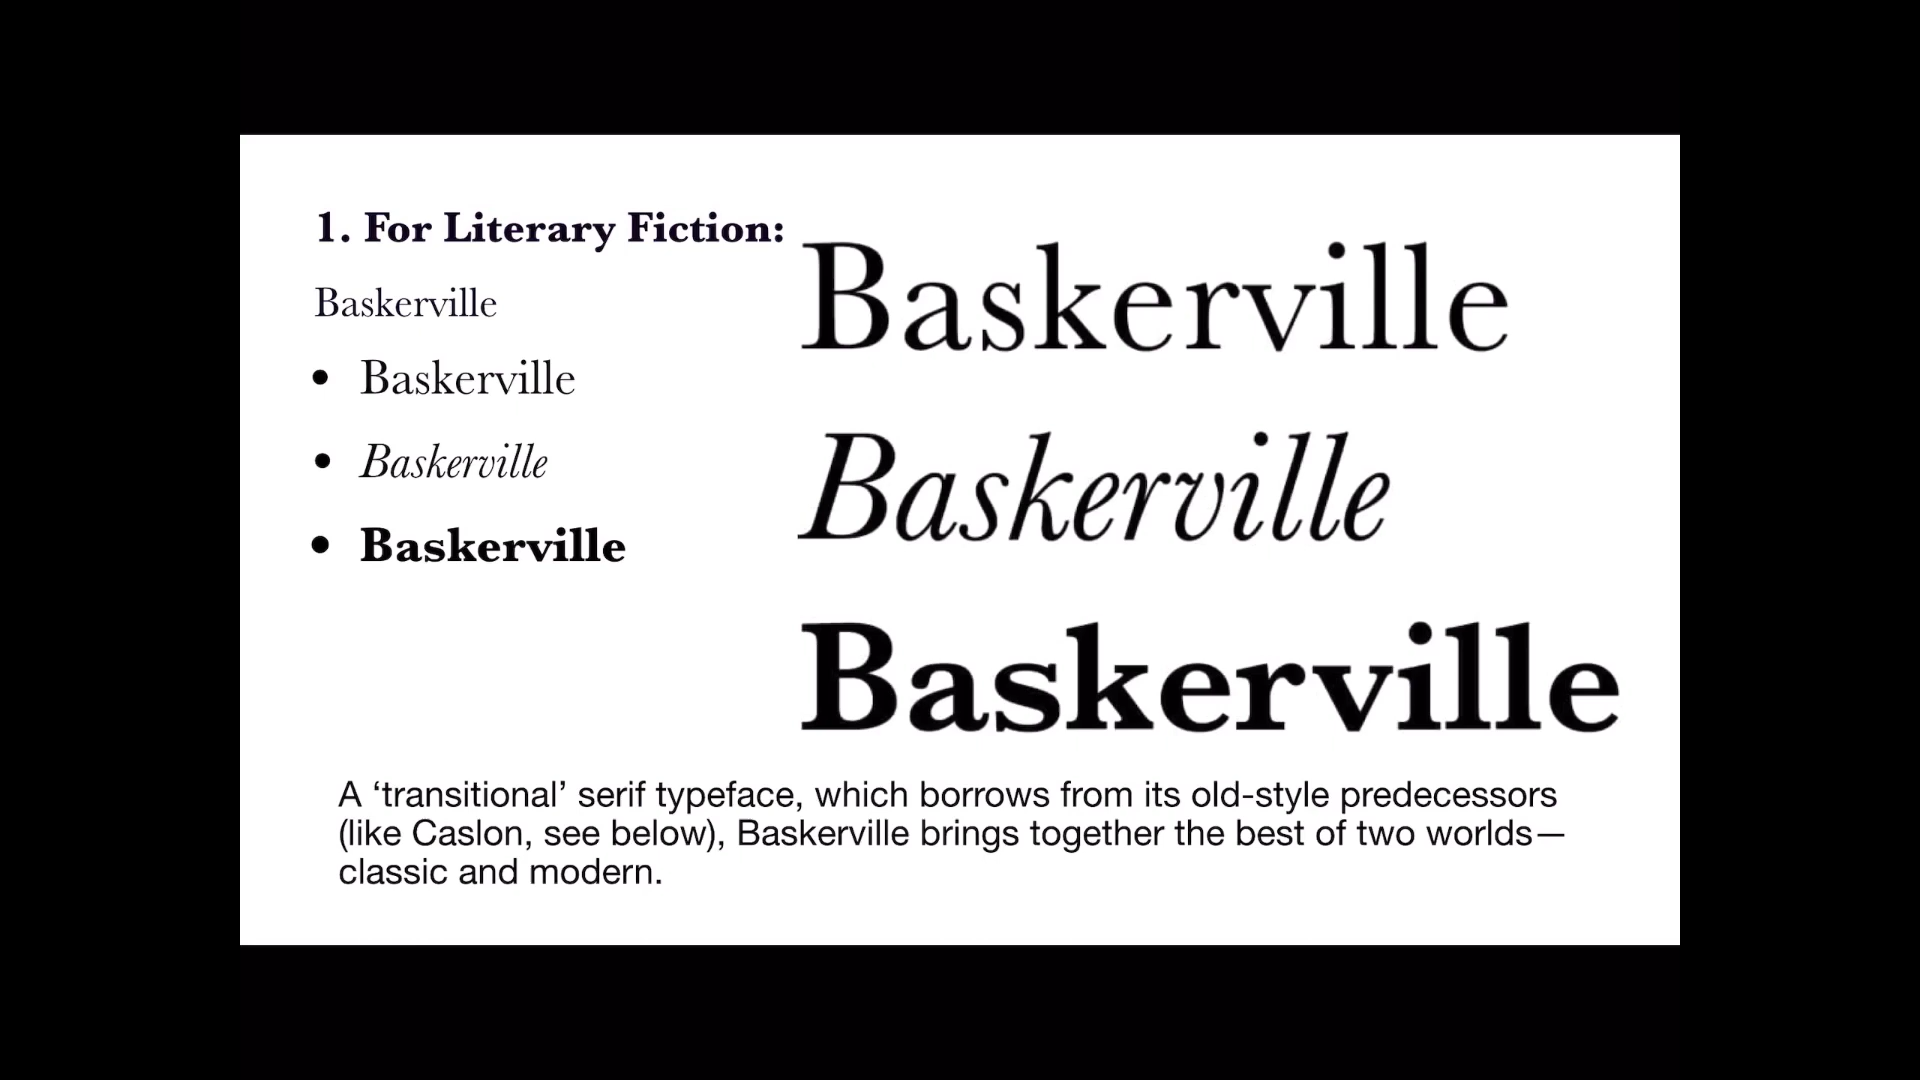 1. For Literary Fiction:
Baskerville
• Baskerville
• Baskerville
• Baskerville
Baskerville
Baskerville
Baskerville
A ‘transitional’ serif typeface, which borrows from its old-style predecessors
(like Caslon, see below), Baskerville brings together the best of two worlds—
classic and modern.